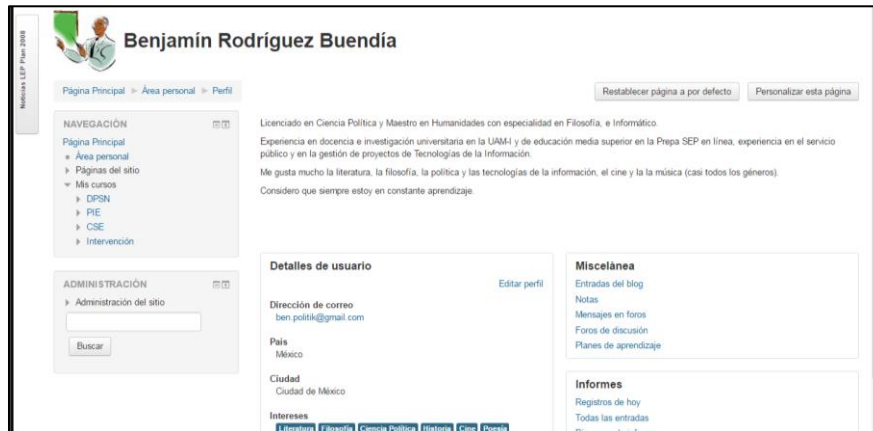 Noticias LEP Plan 2008
Benjamín Rodríguez Buendía
Página Principal Área personal Perfil
Restablecer página a por defecto
Personalizar esta página
NAVEGACIÓN
Página Principal
Área personal
Páginas del sitio
Mis cursos
DPSN
PIE
CSE
Intervención
ADMINISTRACIÓN
Administración del sitio
Buscar
Licenciado en Ciencia Política y Maestro en Humanidades con especialidad en Filosofía, e Informático.
Experiencia en docencia e investigación universitaria en la UAM-I y de educación media superior en la Prepa SEP en línea, experiencia en el servicio
público y en la gestión de proyectos de Tecnologías de la Información.
Me gusta mucho la literatura, la filosofía, la política y las tecnologías de la información, el cine y la la música (casi todos los géneros).
Considero que siempre estoy en constante aprendizaje.
Detalles de usuario
Editar perfil
Dirección de correo
ben.politik@gmail.com
País
México
Ciudad
Ciudad de México
Intereses
Literatura Filosofía Ciencia Política Historia Cine Poesía
Miscelánea
Entradas del blog
Notas
Mensajes en foros
Foros de discusión
Planes de aprendizaje
Informes
Registros de hoy
Todas las entradas